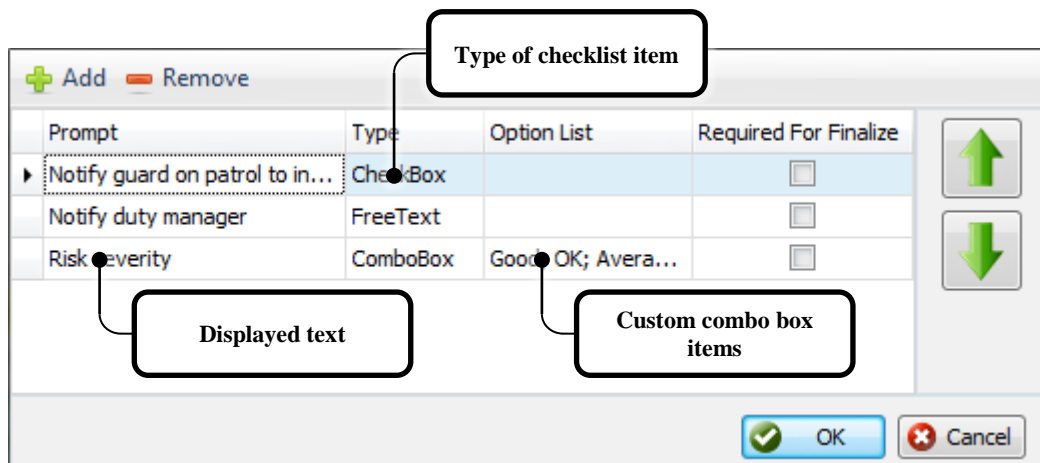 Type of checklist item
Add Remove
Prompt Type Option List Required For Finalize
Notify guard on patrol to in... CheckBox
Notify duty manager FreeText
Risk severity ComboBox Good; OK; Avera...
Displayed text
Custom combo box
items
OK Cancel